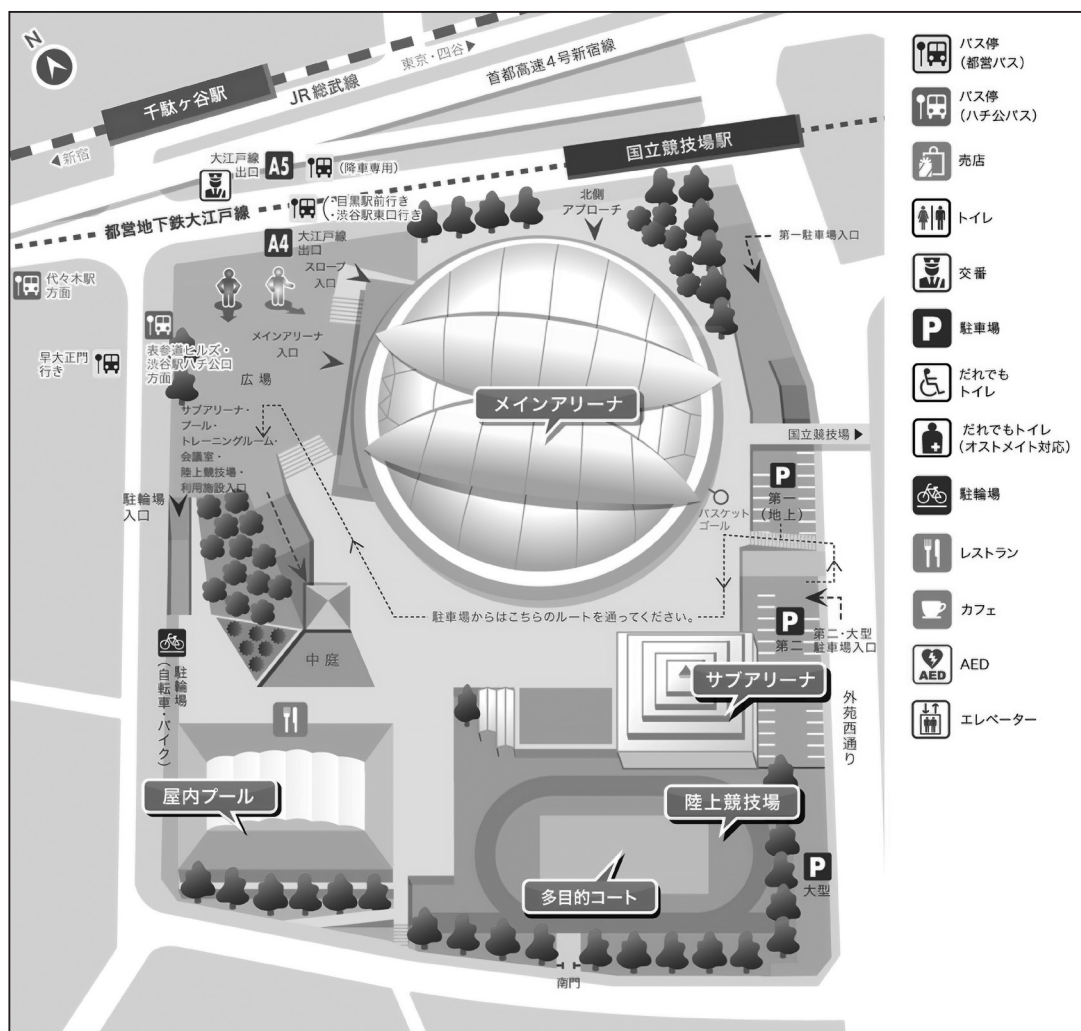 N
千駄ヶ谷駅
JR総武線
東京・四谷▶
首都高速4号新宿線
◀新宿
国立競技場駅
大江戸線
出口
A5
(降車専用)
・目黒駅前行き
・渋谷駅東口行き
都営地下鉄大江戸線
A4
大江戸線
出口
北側
アプローチ
第一駐車場入口
スロープ
入口
代々木駅
方面
表参道ヒルズ・
渋谷駅ハチ公口
方面
早大正門
行き
メインアリーナ
入口
広場
メインアリーナ
サブアリーナ・
プール・
トレーニングルーム・
会議室・
陸上競技場・
利用施設入口
国立競技場▶
P
第一
(地上)
バスケット
ゴール
駐輪場
入口
駐車場からはこちらのルートを通ってください。
P
第二
第二・大型
駐車場入口
中庭
駐輪場
(自転車・バイク)
サブアリーナ
外苑西通り
屋内プール
陸上競技場
多目的コート
P
大型
南門
バス停
(都営バス)
バス停
(ハチ公バス)
売店
トイレ
交番
P
駐車場
だれでも
トイレ
だれでもトイレ
(オストメイト対応)
駐輪場
レストラン
カフェ
AED
AED
エレベーター